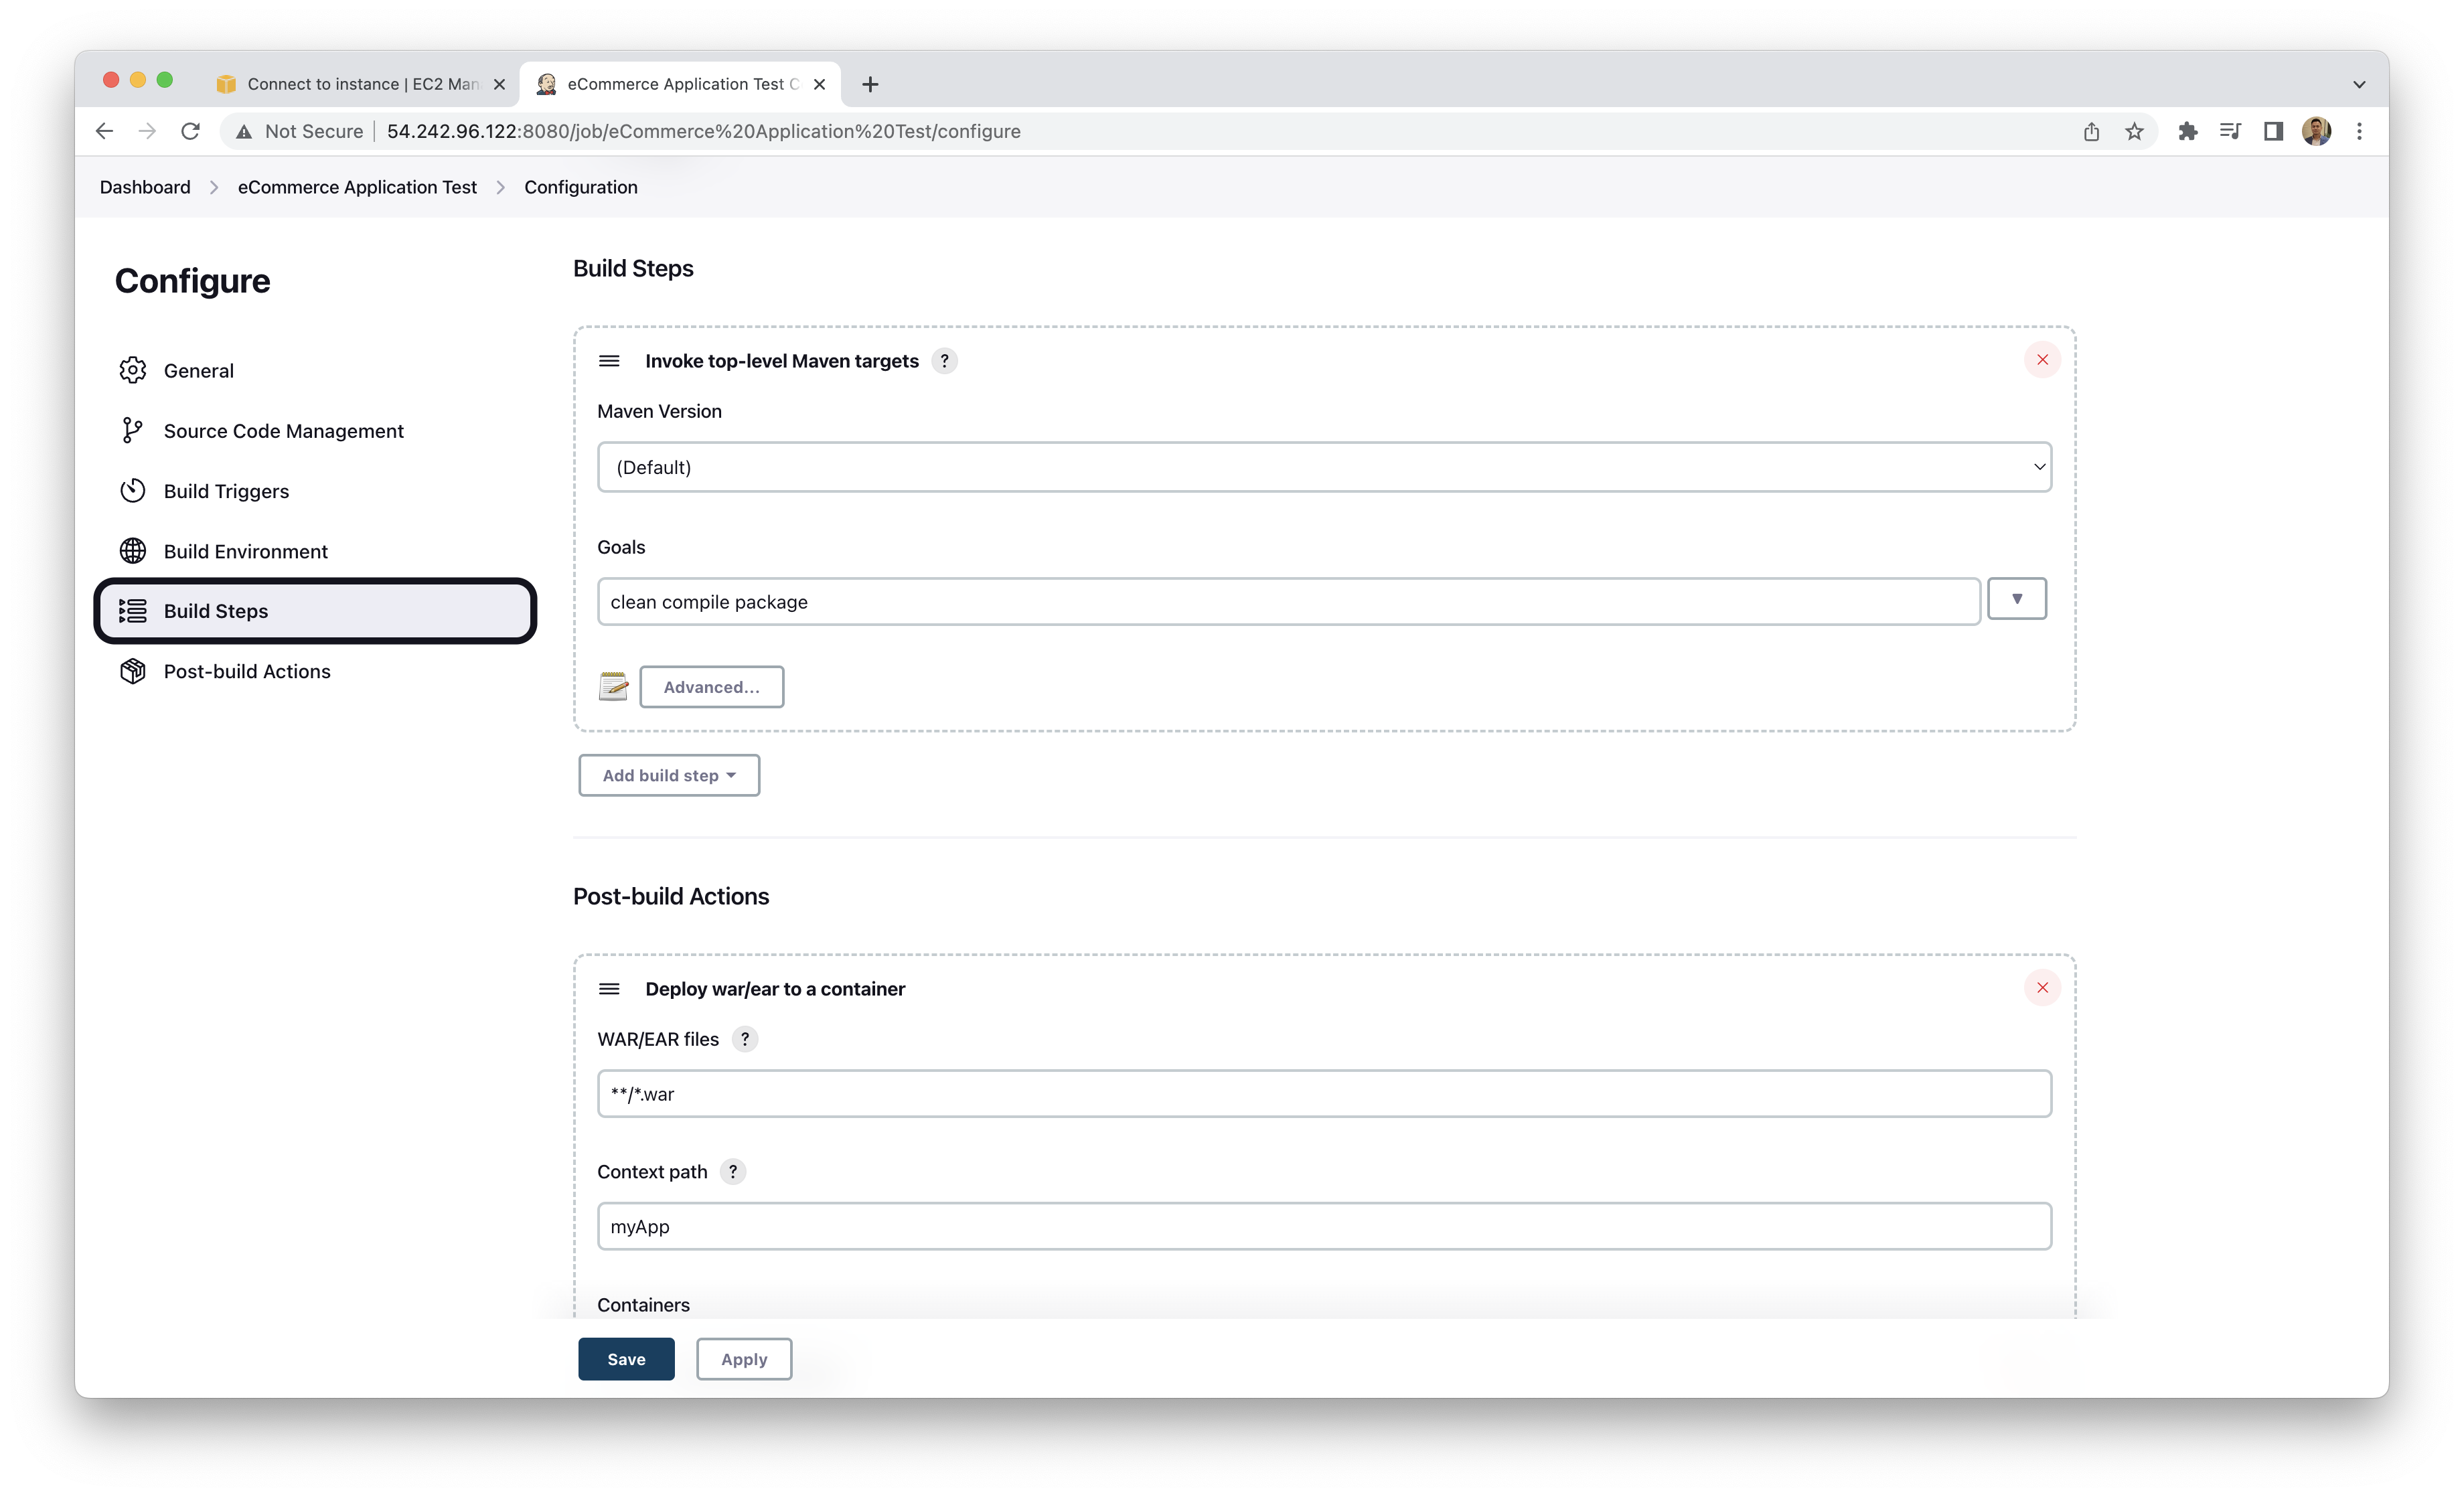 Connect to instance | EC2 Man
eCommerce Application Test C
Not Secure
54.242.96.122:8080/job/eCommerce%20Application%20Test/configure
Dashboard
eCommerce Application Test
Configuration
Configure
General
Source Code Management
Build Triggers
Build Environment
Build Steps
Post-build Actions
Build Steps
Invoke top-level Maven targets ?
Maven Version
(Default)
Goals
clean compile package
Advanced...
Add build step
Post-build Actions
Deploy war/ear to a container
WAR/EAR files ?
**/*.war
Context path ?
myApp
Containers
Save
Apply